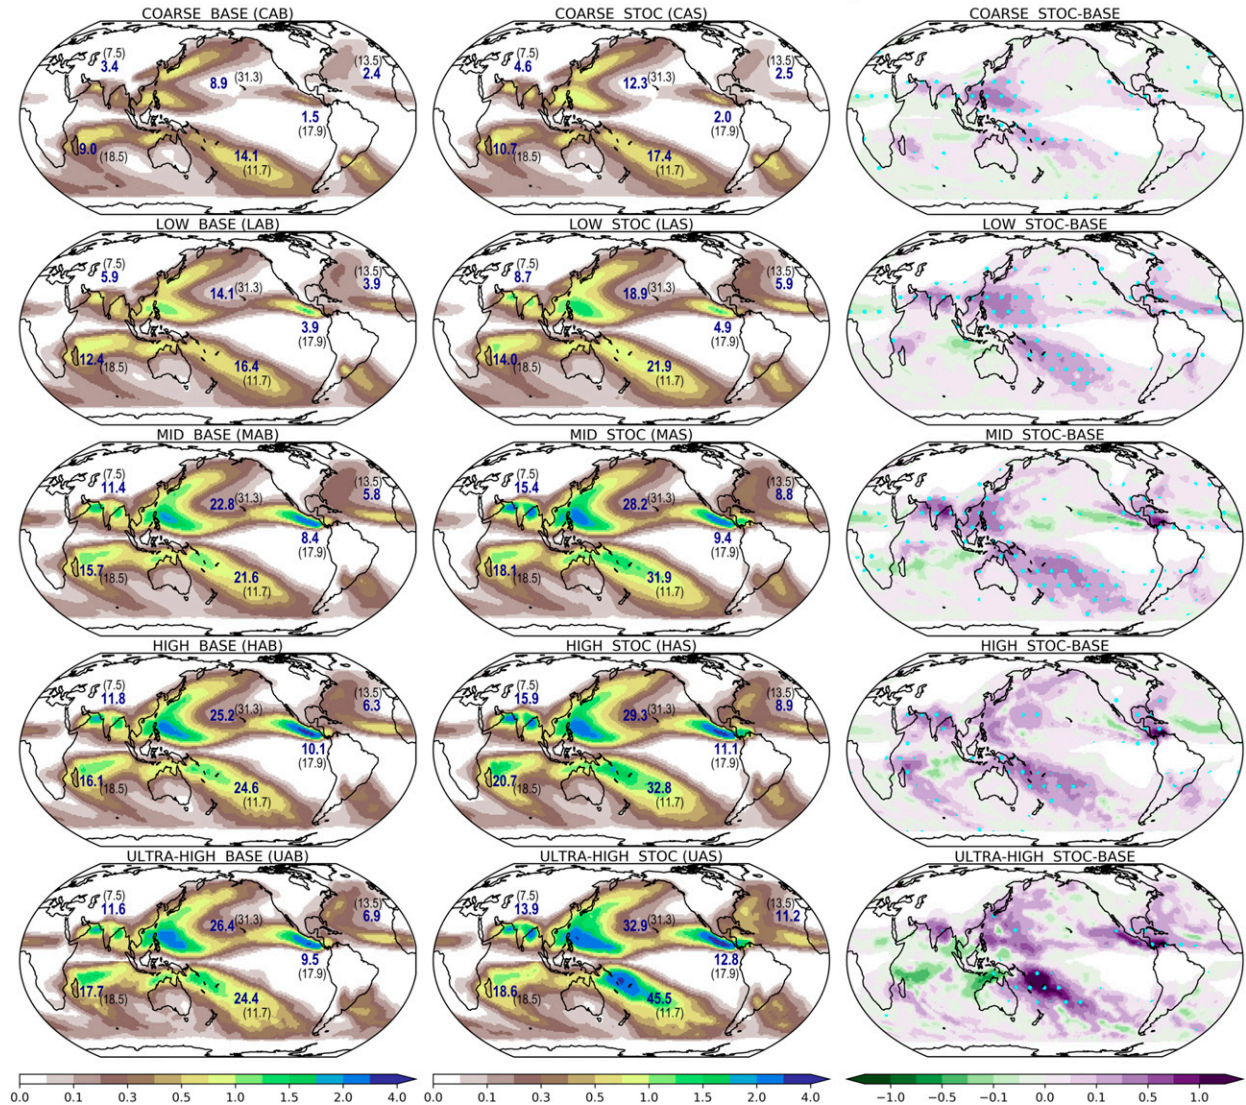 COARSE BASE (CAB) COARSE STOC (CAS) COARSE STOC-BASE
(7.5) 3.4 8.9 (31.3) (13.5) 2.4 1.5 (17.9) 9.0 (18.5) 14.1 (11.7)
(7.5) 4.6 12.3 (31.3) (13.5) 2.5 2.0 (17.9) 10.7 (18.5) 17.4 (11.7)
LOW BASE (LAB) LOW STOC (LAS) LOW STOC-BASE
(7.5) 5.9 14.1 (31.3) (13.5) 3.9 3.9 (17.9) 12.4 (18.5) 16.4 (11.7)
(7.5) 8.7 18.9 (31.3) (13.5) 5.9 4.9 (17.9) 14.0 (18.5) 21.9 (11.7)
MID BASE (MAB) MID STOC (MAS) MID STOC-BASE
(7.5) 11.4 22.8 (31.3) (13.5) 5.8 8.4 (17.9) 15.7 (18.5) 21.6 (11.7)
(7.5) 15.4 28.2 (31.3) (13.5) 8.8 9.4 (17.9) 18.1 (18.5) 31.9 (11.7)
HIGH BASE (HAB) HIGH STOC (HAS) HIGH STOC-BASE
(7.5) 11.8 25.2 (31.3) (13.5) 6.3 10.1 (17.9) 16.1 (18.5) 24.6 (11.7)
(7.5) 15.9 29.3 (31.3) (13.5) 8.9 11.1 (17.9) 20.7 (18.5) 32.8 (11.7)
ULTRA-HIGH BASE (UAB) ULTRA-HIGH STOC (UAS) ULTRA-HIGH STOC-BASE
(7.5) 11.6 26.4 (31.3) (13.5) 6.9 9.5 (17.9) 17.7 (18.5) 24.4 (11.7)
(7.5) 13.9 32.9 (31.3) (13.5) 11.2 12.8 (17.9) 18.6 (18.5) 45.5 (11.7)
0.0 0.1 0.3 0.5 1.0 1.5 2.0 4.0
0.0 0.1 0.3 0.5 1.0 1.5 2.0 4.0
−1.0 −0.5 −0.1 0.0 0.1 0.5 1.0